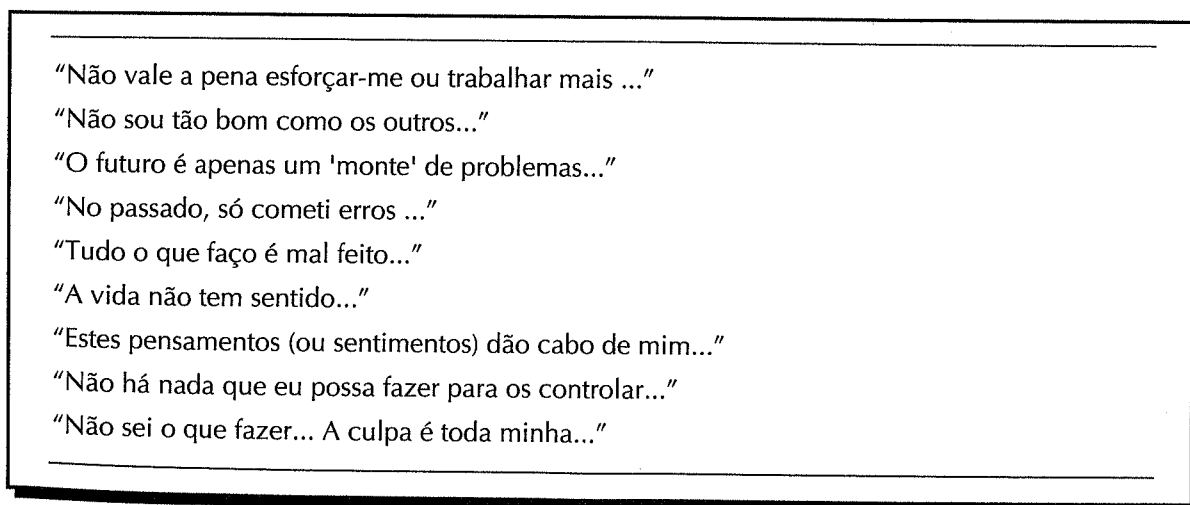 "Não vale a pena esforçar-me ou trabalhar mais ..."
"Não sou tão bom como os outros..."
"O futuro é apenas um 'monte' de problemas..."
"No passado, só cometi erros ..."
"Tudo o que faço é mal feito..."
"A vida não tem sentido..."
"Estes pensamentos (ou sentimentos) dão cabo de mim..."
"Não há nada que eu possa fazer para os controlar..."
"Não sei o que fazer... A culpa é toda minha..."